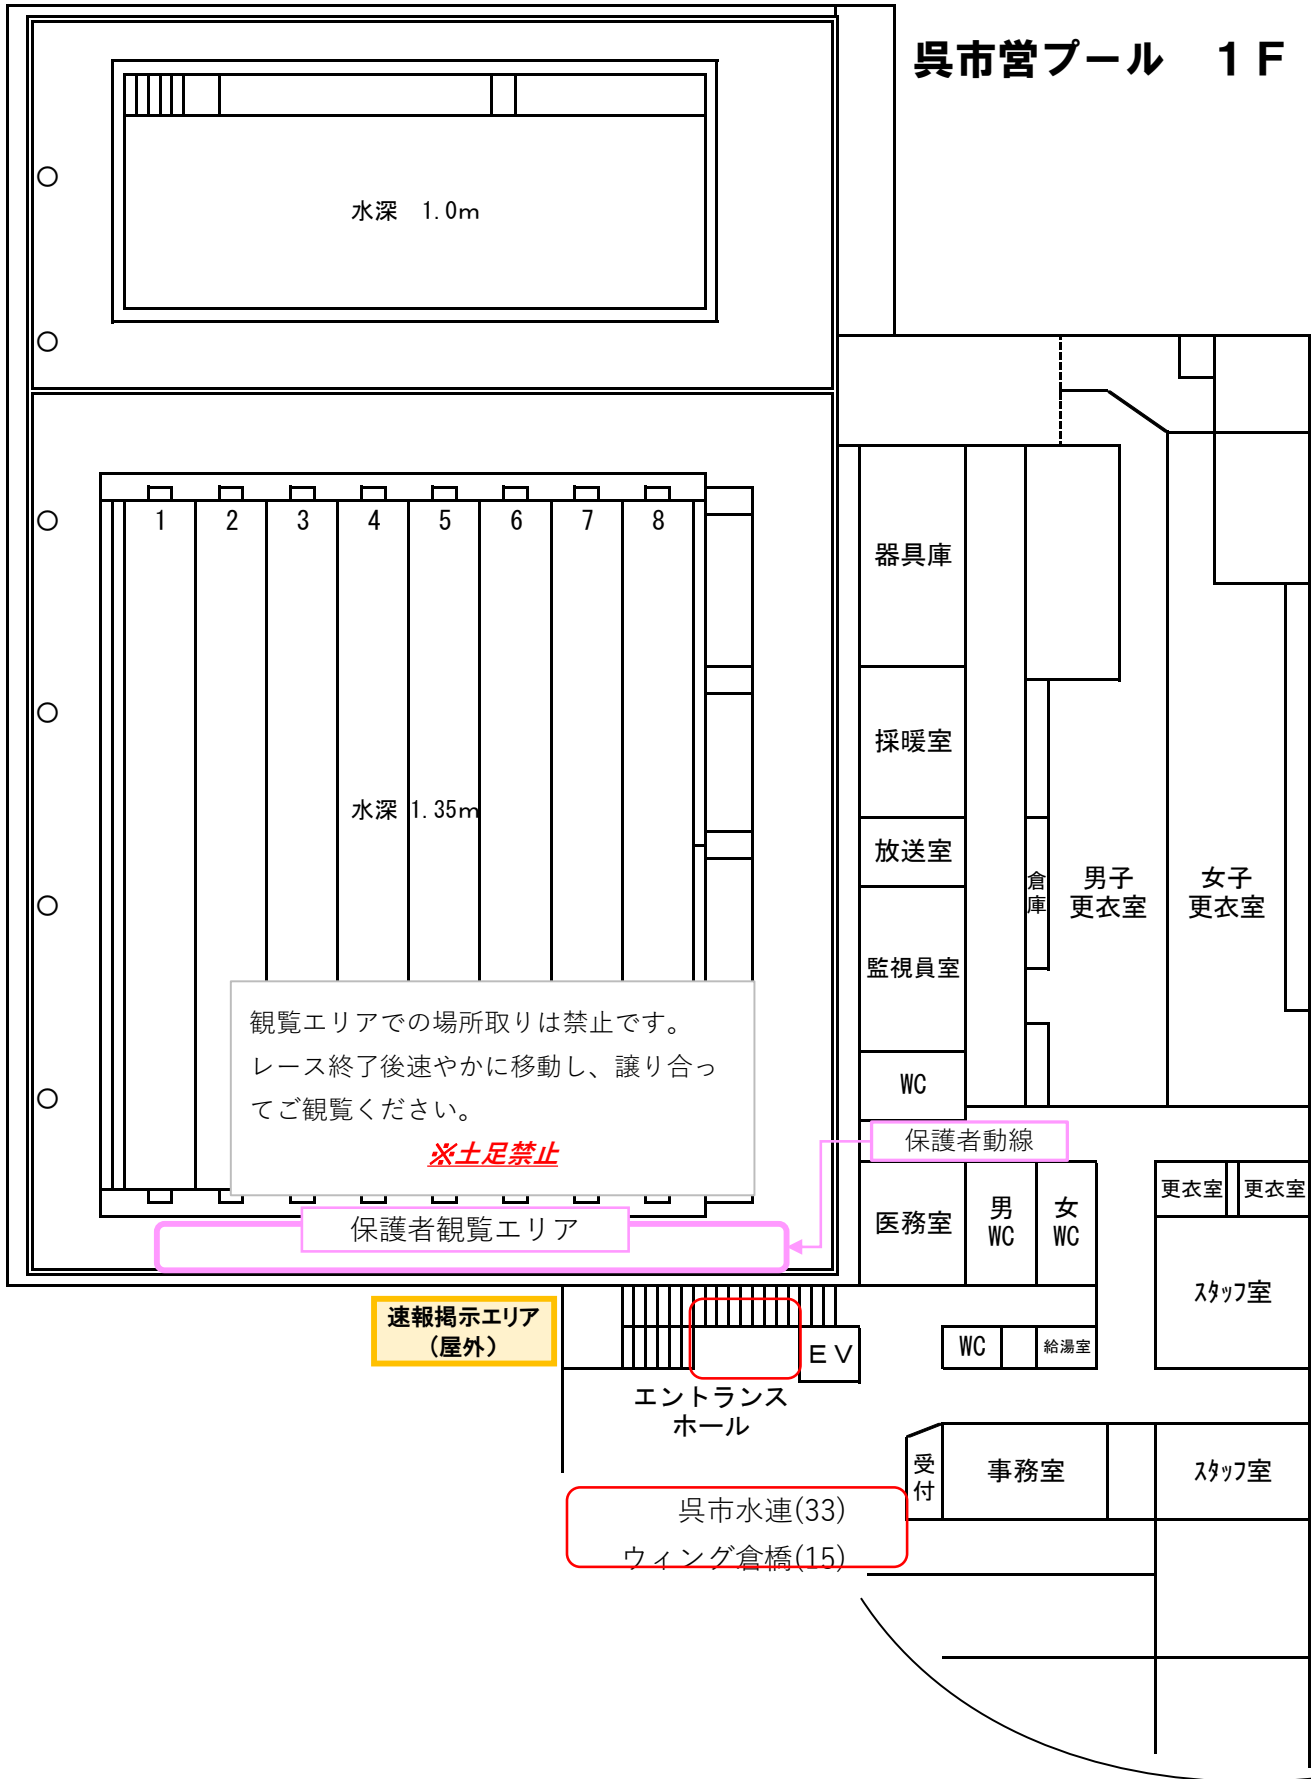 呉市営プール　１Ｆ
水深　1.0m
1 2 3 4 5 6 7 8
水深 1.35m
器具庫
採暖室
放送室
監視員室
WC
倉庫
男子
更衣室
女子
更衣室
観覧エリアでの場所取りは禁止です。
レース終了後速やかに移動し、譲り合っ
てご観覧ください。
※土足禁止
保護者動線
保護者観覧エリア
医務室
男
WC
女
WC
更衣室
更衣室
スタッフ室
速報掲示エリア
（屋外）
ＥＶ
WC
給湯室
エントランス
ホール
受付
事務室
スタッフ室
呉市水連(33)
ウィング倉橋(15)